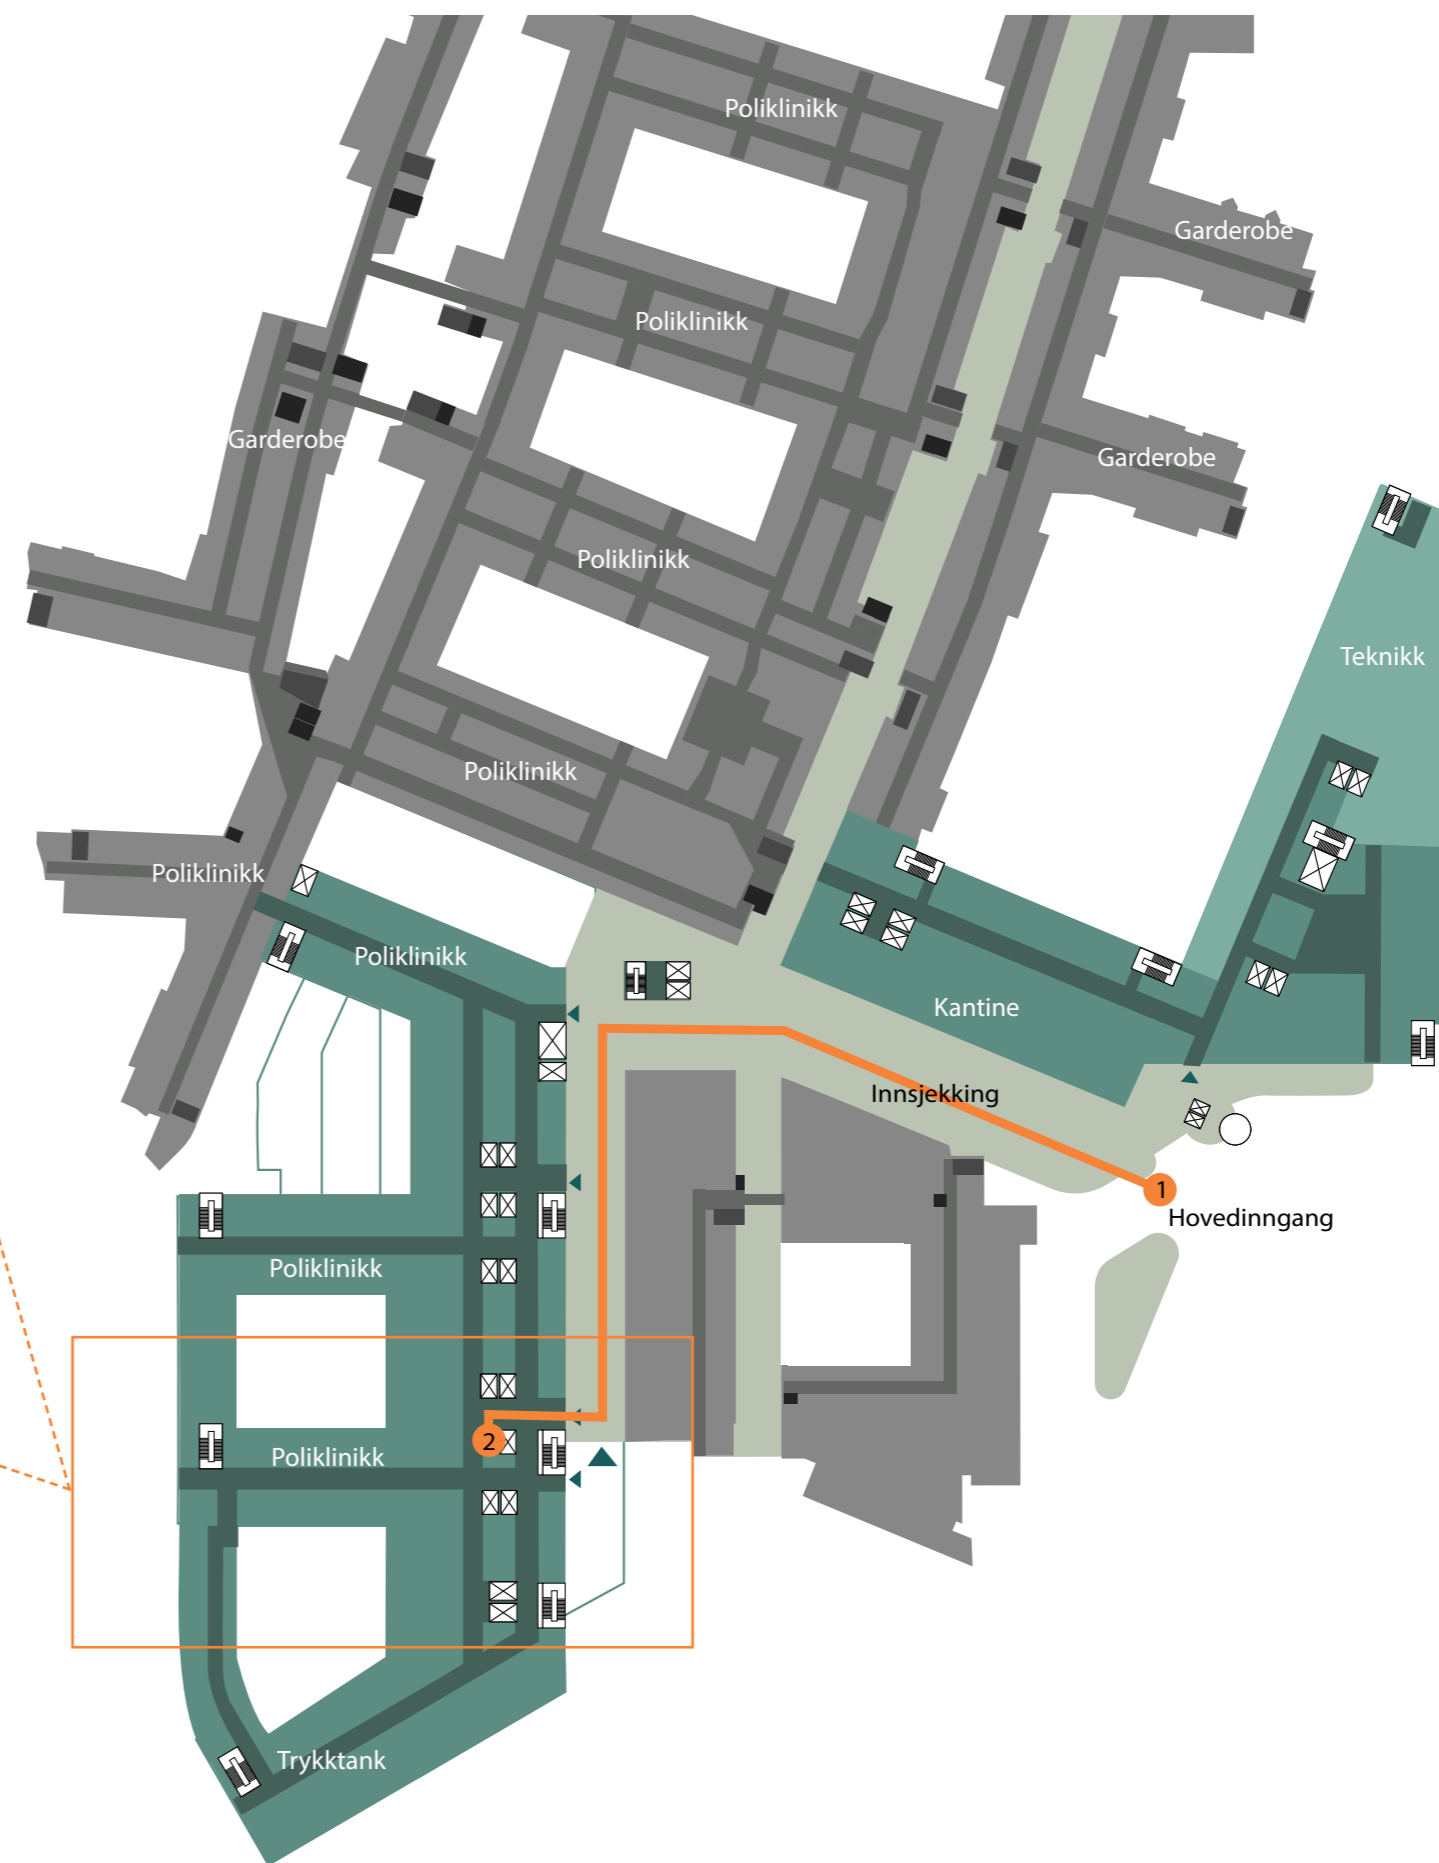 Poliklinikk
Garderobe
Poliklinikk
Garderobe
Garderobe
Poliklinikk
Teknikk
Poliklinikk
Poliklinikk
Poliklinikk
Kantine
Innsjekking
1
Hovedinngang
Poliklinikk
2
Poliklinikk
Trykktank